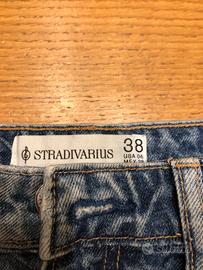 STRADIVARIUS 38
USA 06
MEX 28